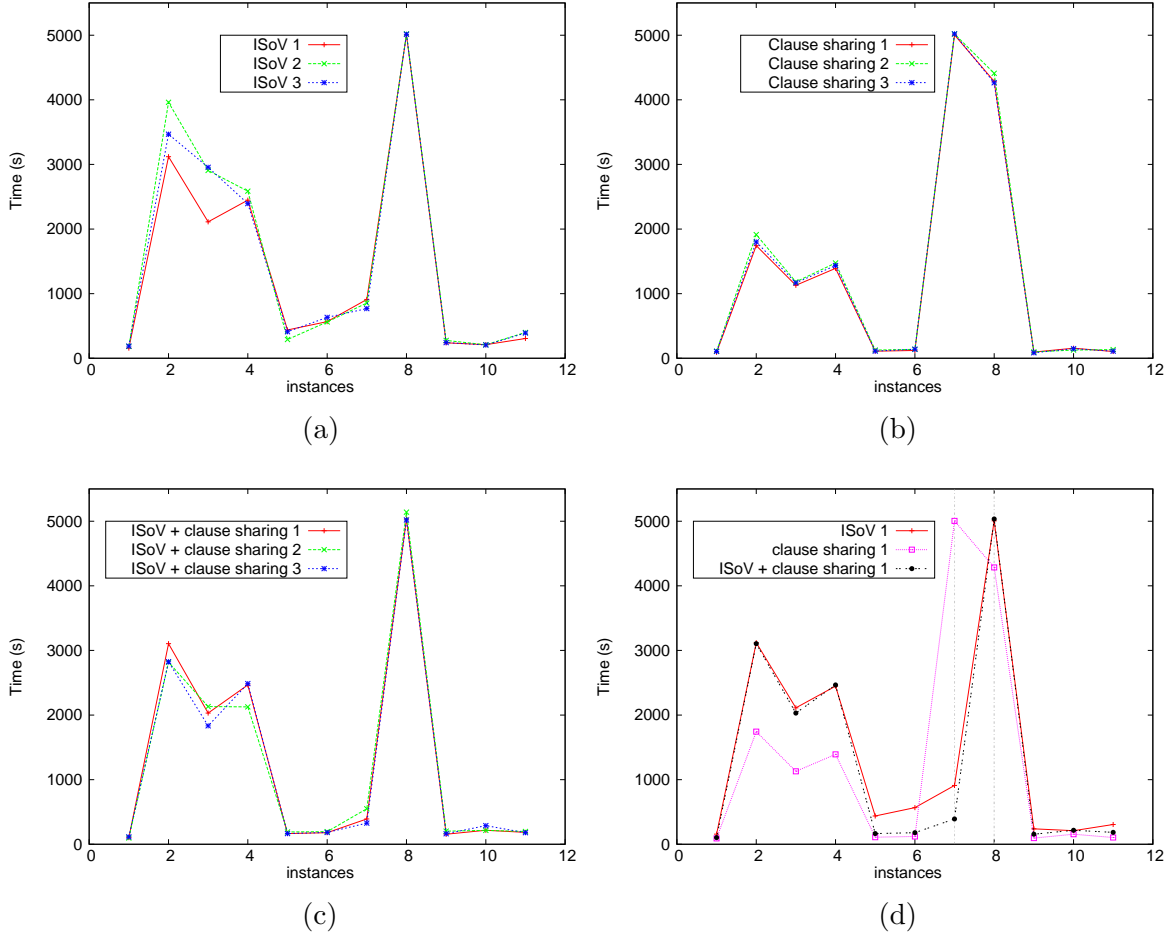 5000
4000
3000
2000
1000
0
Time (s)
ISoV 1
ISoV 2
ISoV 3
0 2 4 6 8 10 12
instances
(a)
5000
4000
3000
2000
1000
0
Time (s)
Clause sharing 1
Clause sharing 2
Clause sharing 3
0 2 4 6 8 10 12
instances
(b)
5000
4000
3000
2000
1000
0
Time (s)
ISoV + clause sharing 1
ISoV + clause sharing 2
ISoV + clause sharing 3
0 2 4 6 8 10 12
instances
(c)
5000
4000
3000
2000
1000
0
Time (s)
ISoV 1
clause sharing 1
ISoV + clause sharing 1
0 2 4 6 8 10 12
instances
(d)